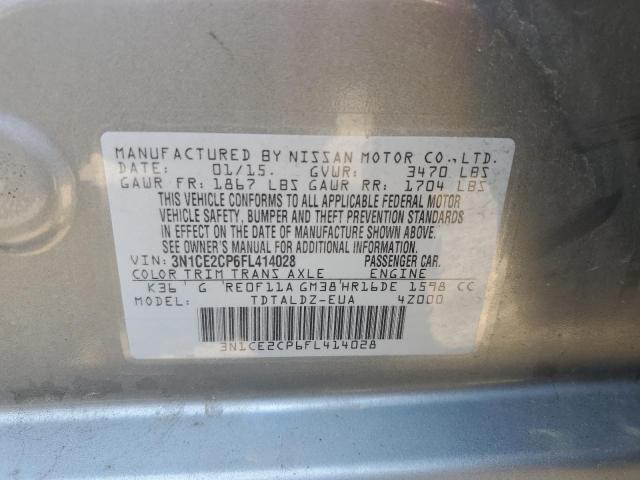 MANUFACTURED BY NISSAN MOTOR CO., LTD.
DATE: 01/15. GVWR: 3470 LBS
GAWR FR: 1867 LBS GAWR RR: 1704 LBS
THIS VEHICLE CONFORMS TO ALL APPLICABLE FEDERAL MOTOR
VEHICLE SAFETY, BUMPER AND THEFT PREVENTION STANDARDS
IN EFFECT ON THE DATE OF MANUFACTURE SHOWN ABOVE.
SEE OWNER'S MANUAL FOR ADDITIONAL INFORMATION.
VIN: 3N1CE2CP6FL414028 PASSENGER CAR.
COLOR TRIM TRANS AXLE ENGINE
K36 G RE0F11A GM38 HR16DE 1598 CC
MODEL TDTALDZ-EUA 4Z000
3N1CE2CP6FL414028